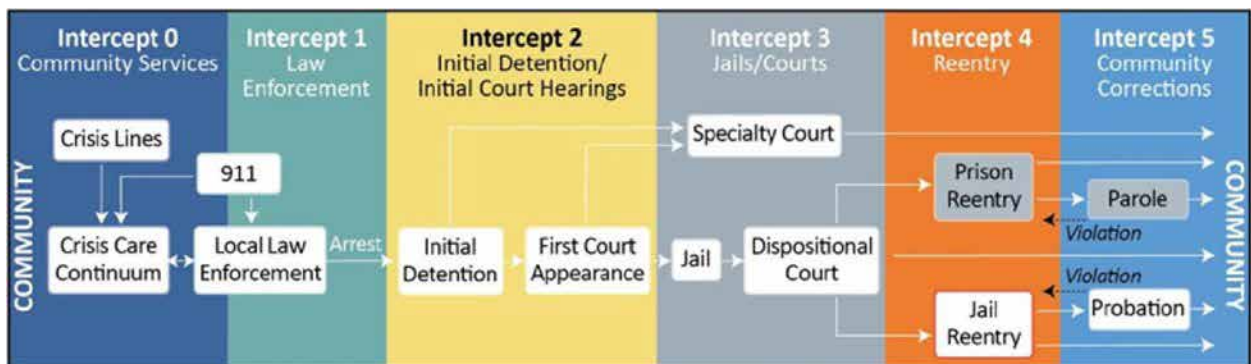 Intercept 0
Community Services
Intercept 1
Law
Enforcement
Intercept 2
Initial Detention/
Initial Court Hearings
Intercept 3
Jails/Courts
Intercept 4
Reentry
Intercept 5
Community
Corrections
COMMUNITY
Crisis Lines
911
Crisis Care
Continuum
Local Law
Enforcement
Arrest
Initial
Detention
First Court
Appearance
Specialty Court
Jail
Dispositional
Court
Prison
Reentry
Parole
Violation
Violation
Jail
Reentry
Probation
COMMUNITY